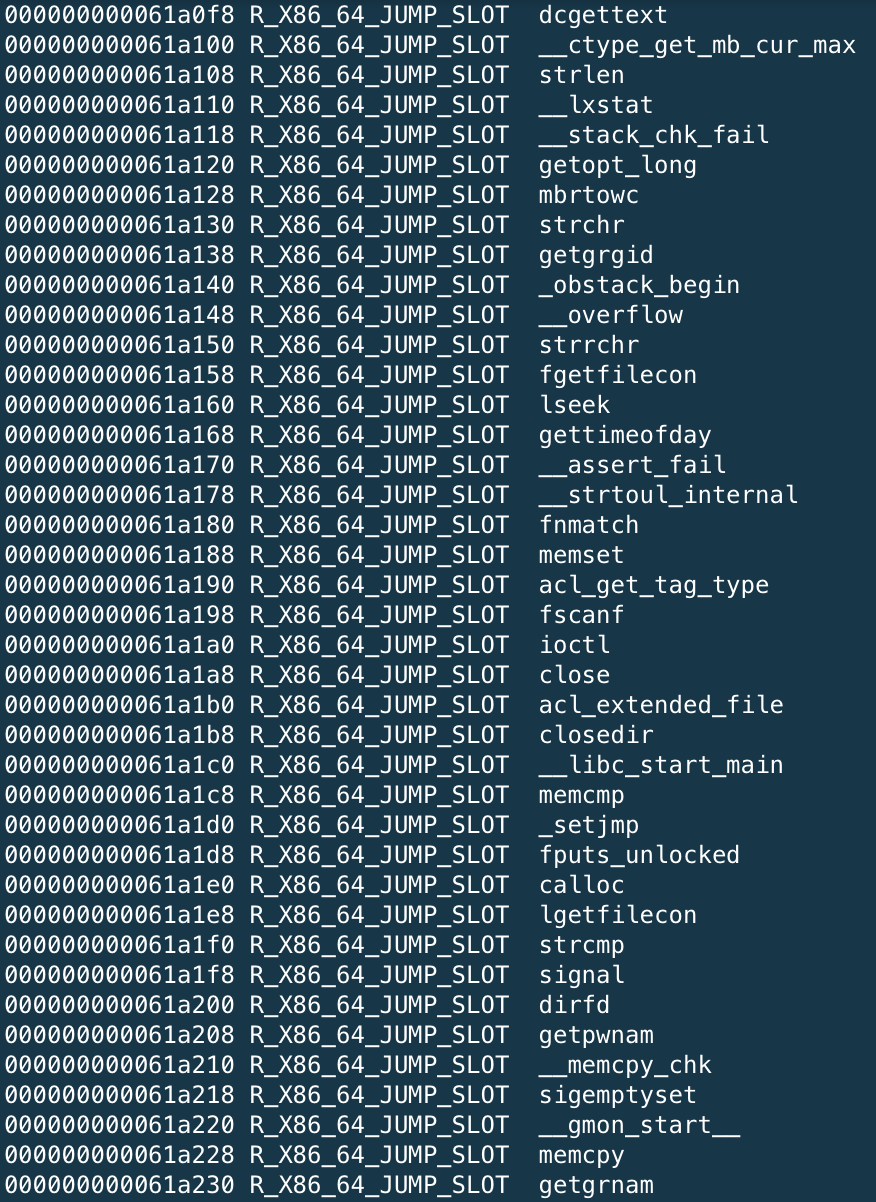 000000000061a0f8 R_X86_64_JUMP_SLOT  dcgettext
000000000061a100 R_X86_64_JUMP_SLOT  __ctype_get_mb_cur_max
000000000061a108 R_X86_64_JUMP_SLOT  strlen
000000000061a110 R_X86_64_JUMP_SLOT  __lxstat
000000000061a118 R_X86_64_JUMP_SLOT  __stack_chk_fail
000000000061a120 R_X86_64_JUMP_SLOT  getopt_long
000000000061a128 R_X86_64_JUMP_SLOT  mbrtowc
000000000061a130 R_X86_64_JUMP_SLOT  strchr
000000000061a138 R_X86_64_JUMP_SLOT  getgrgid
000000000061a140 R_X86_64_JUMP_SLOT  _obstack_begin
000000000061a148 R_X86_64_JUMP_SLOT  __overflow
000000000061a150 R_X86_64_JUMP_SLOT  strrchr
000000000061a158 R_X86_64_JUMP_SLOT  fgetfilecon
000000000061a160 R_X86_64_JUMP_SLOT  lseek
000000000061a168 R_X86_64_JUMP_SLOT  gettimeofday
000000000061a170 R_X86_64_JUMP_SLOT  __assert_fail
000000000061a178 R_X86_64_JUMP_SLOT  __strtoul_internal
000000000061a180 R_X86_64_JUMP_SLOT  fnmatch
000000000061a188 R_X86_64_JUMP_SLOT  memset
000000000061a190 R_X86_64_JUMP_SLOT  acl_get_tag_type
000000000061a198 R_X86_64_JUMP_SLOT  fscanf
000000000061a1a0 R_X86_64_JUMP_SLOT  ioctl
000000000061a1a8 R_X86_64_JUMP_SLOT  close
000000000061a1b0 R_X86_64_JUMP_SLOT  acl_extended_file
000000000061a1b8 R_X86_64_JUMP_SLOT  closedir
000000000061a1c0 R_X86_64_JUMP_SLOT  __libc_start_main
000000000061a1c8 R_X86_64_JUMP_SLOT  memcmp
000000000061a1d0 R_X86_64_JUMP_SLOT  _setjmp
000000000061a1d8 R_X86_64_JUMP_SLOT  fputs_unlocked
000000000061a1e0 R_X86_64_JUMP_SLOT  calloc
000000000061a1e8 R_X86_64_JUMP_SLOT  lgetfilecon
000000000061a1f0 R_X86_64_JUMP_SLOT  strcmp
000000000061a1f8 R_X86_64_JUMP_SLOT  signal
000000000061a200 R_X86_64_JUMP_SLOT  dirfd
000000000061a208 R_X86_64_JUMP_SLOT  getpwnam
000000000061a210 R_X86_64_JUMP_SLOT  __memcpy_chk
000000000061a218 R_X86_64_JUMP_SLOT  sigemptyset
000000000061a220 R_X86_64_JUMP_SLOT  __gmon_start__
000000000061a228 R_X86_64_JUMP_SLOT  memcpy
000000000061a230 R_X86_64_JUMP_SLOT  getgrnam